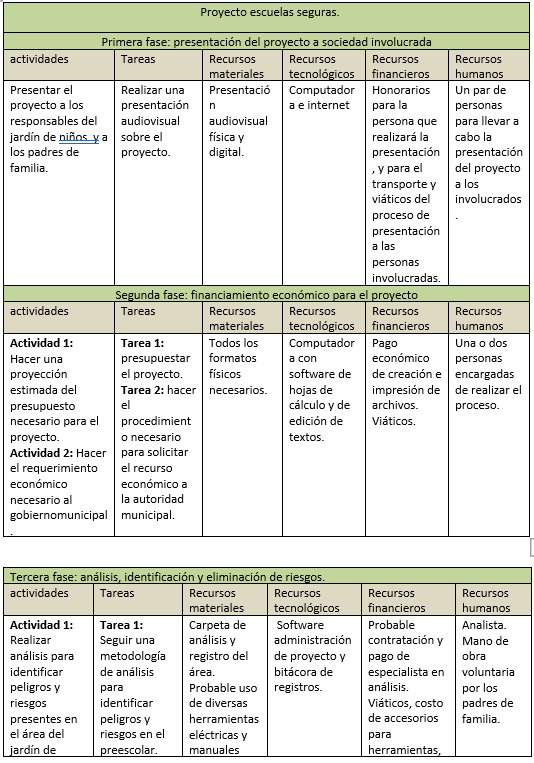 Proyecto escuelas seguras.
Primera fase: presentación del proyecto a sociedad involucrada
actividades
Tareas
Recursos
materiales
Recursos
tecnológicos
Recursos
financieros
Recursos
humanos
Presentar el
proyecto a los
responsables del
jardín de niños y a
los padres de
familia.
Realizar una
presentación
audiovisual
sobre el
proyecto.
Presentació
n
audiovisual
física y
digital.
Computador
a e internet
Honorarios
para la
persona que
realizará la
presentación
, y para el
transporte y
viáticos del
proceso de
presentación
a las
personas
involucradas.
Un par de
personas
para llevar a
cabo la
presentación
del proyecto
a los
involucrados
.
Segunda fase: financiamiento económico para el proyecto
actividades
Tareas
Recursos
materiales
Recursos
tecnológicos
Recursos
financieros
Recursos
humanos
Actividad 1:
Hacer una
proyección
estimada del
presupuesto
necesario para el
proyecto.
Actividad 2: Hacer
el requerimiento
económico
necesario al
gobiernomunicipal
.
Tarea 1:
presupuestar
el proyecto.
Tarea 2: hacer
el
procedimient
o necesario
para solicitar
el recurso
económico a
la autoridad
municipal.
Todos los
formatos
físicos
necesarios.
Computador
a con
software de
hojas de
cálculo y de
edición de
textos.
Pago
económico
de creación e
impresión de
archivos.
Viáticos.
Una o dos
personas
encargadas
de realizar el
proceso.
Tercera fase: análisis, identificación y eliminación de riesgos.
actividades
Tareas
Recursos
materiales
Recursos
tecnológicos
Recursos
financieros
Recursos
humanos
Actividad 1:
Realizar
análisis para
identificar
peligros y
riesgos
presentes en
el área del
jardín de
Tarea 1:
Seguir una
metodología
de análisis
para
identificar
peligros y
riesgos en el
preescolar.
Carpeta de
análisis y
registro del
área.
Probable uso
de diversas
herramientas
eléctricas y
manuales
Software
administración
de proyecto y
bitácora de
registros.
Probable
contratación y
pago de
especialista en
análisis.
Viáticos, costo
de accesorios
para
herramientas,
Analista.
Mano de
obra
voluntaria
por los
padres de
familia.